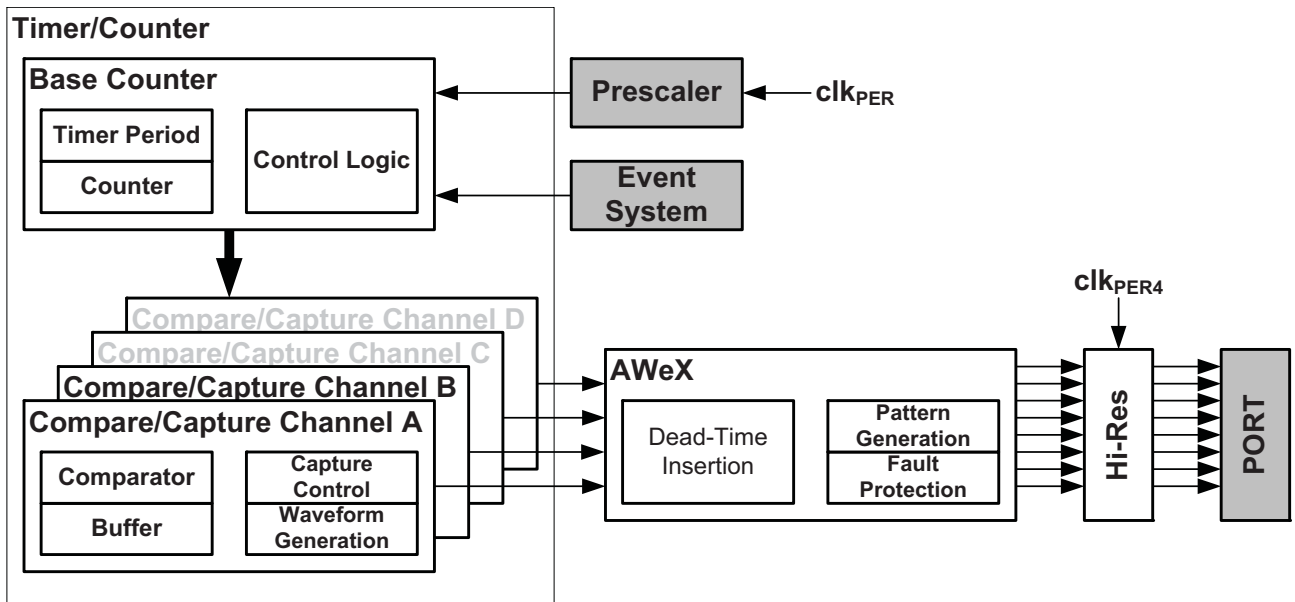 Timer/Counter
Base Counter
Timer Period
Counter
Control Logic
Prescaler
clkPER
Event
System
Compare/Capture Channel D
Compare/Capture Channel C
Compare/Capture Channel B
Compare/Capture Channel A
Comparator
Buffer
Capture
Control
Waveform
Generation
AWeX
Dead-Time
Insertion
Pattern
Generation
Fault
Protection
clkPER4
Hi-Res
PORT